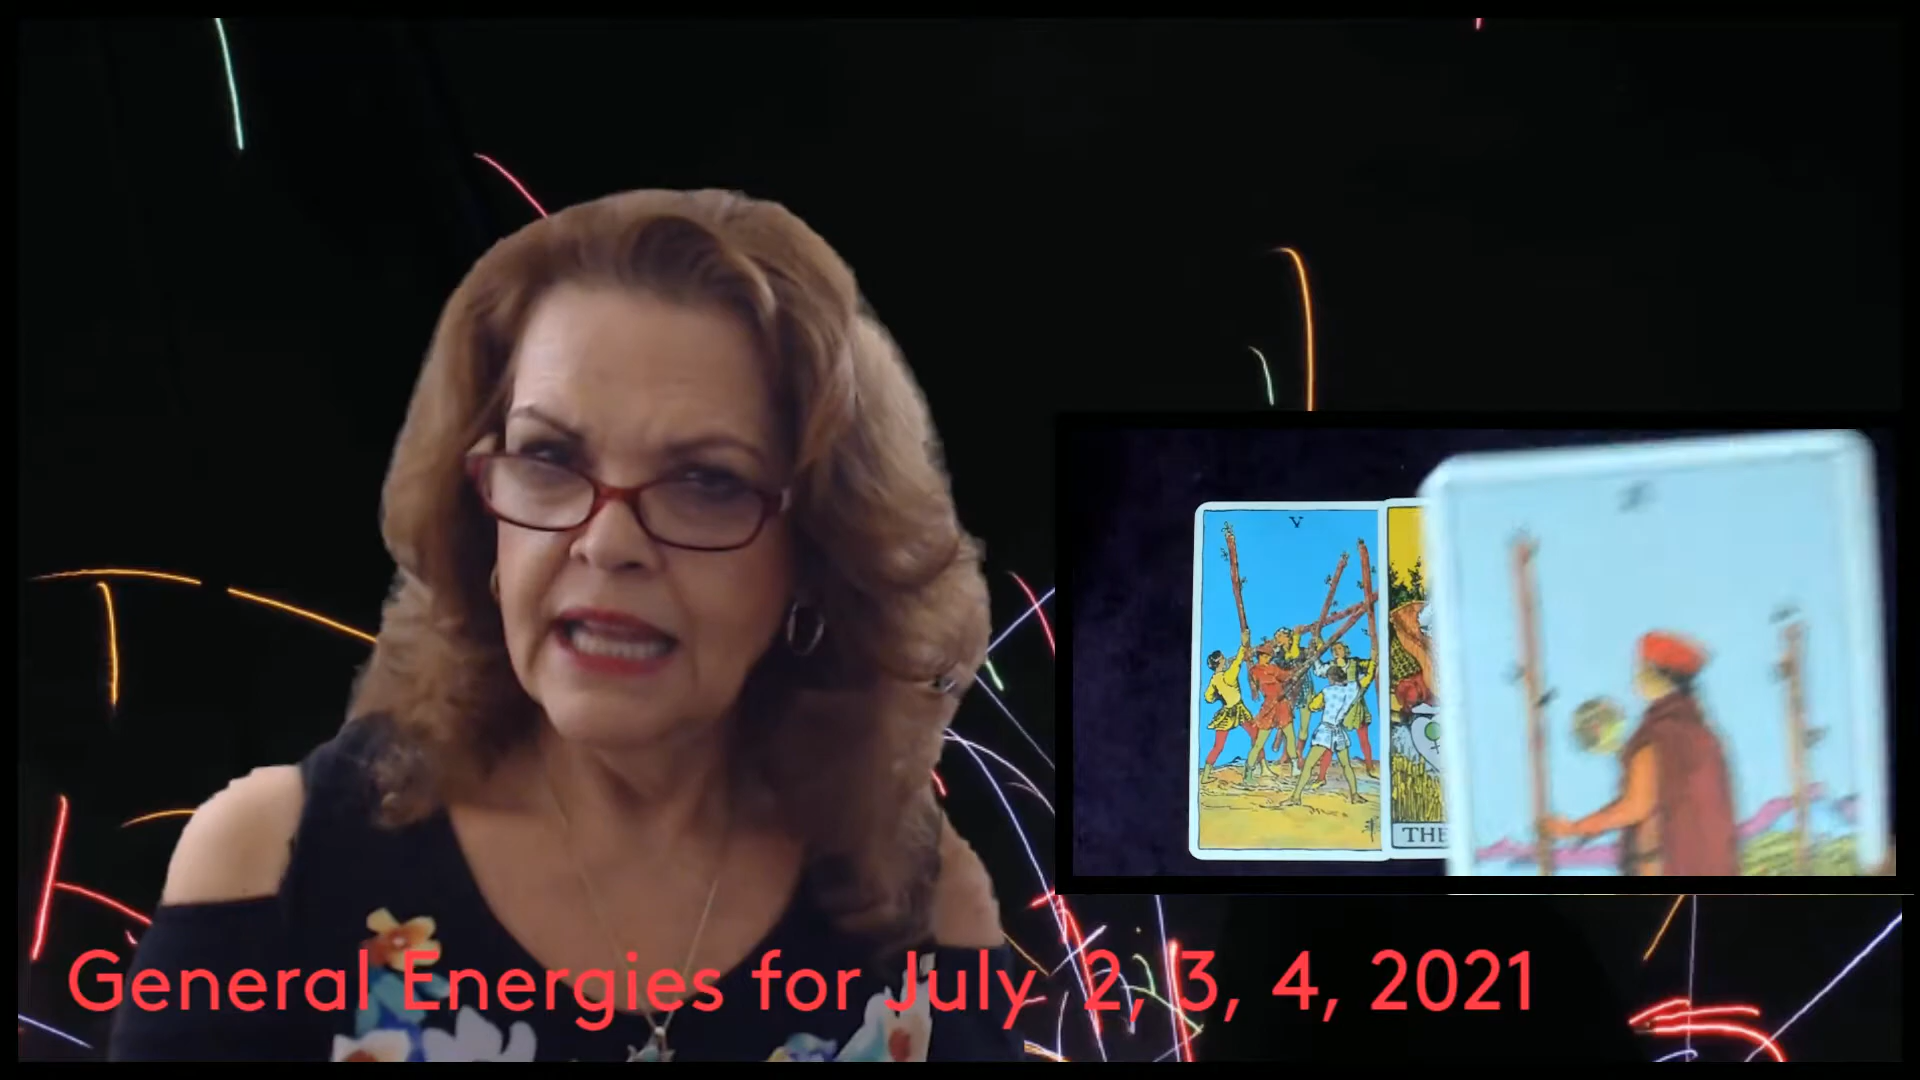 V
THE
General Energies for July 2, 3, 4, 2021